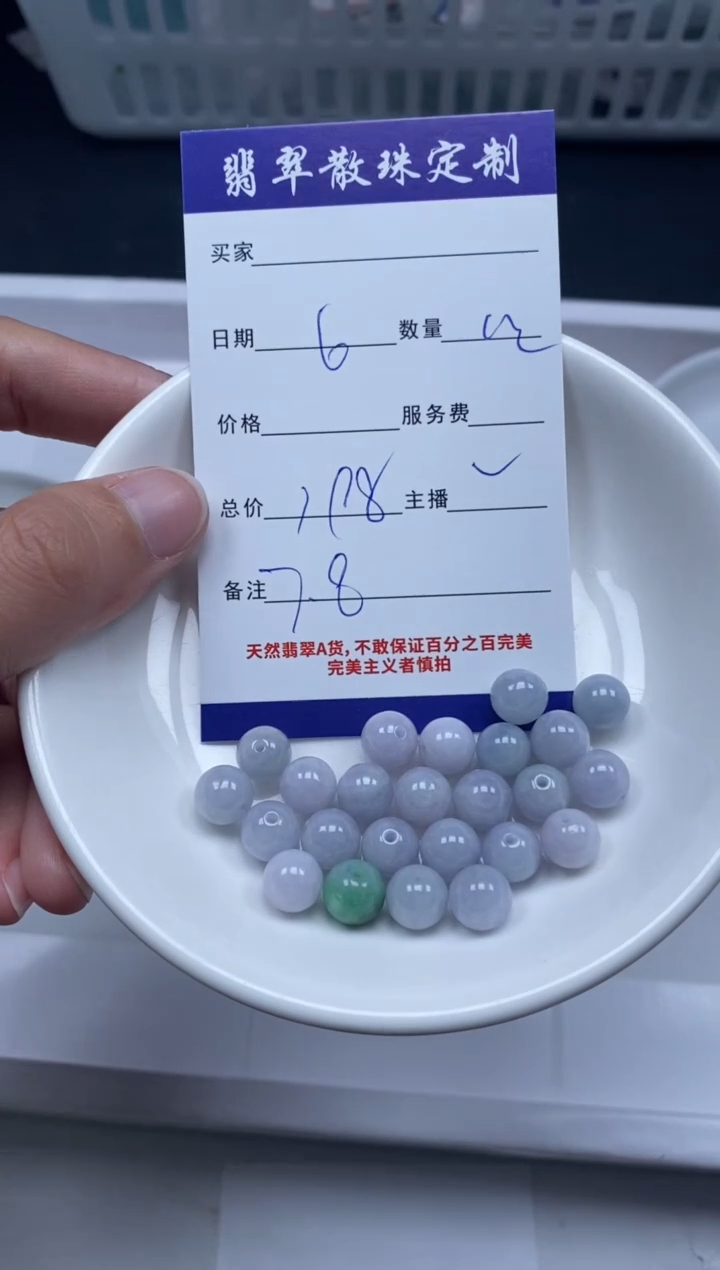 翡翠散珠定制
买家
日期 6 数量
价格 服务费
总价 主播
备注 7.8
天然翡翠A货,不敢保证百分之百完美
完美主义者慎拍